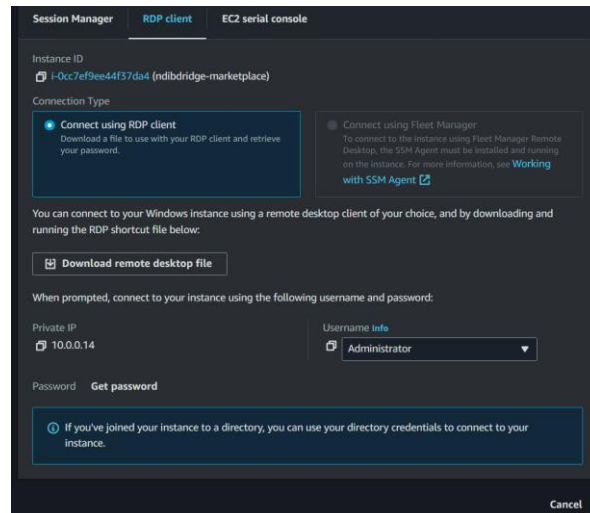 Session Manager RDP client EC2 serial console
Instance ID
i-0cc7ef9ee44f37da4 (ndibdridge-marketplace)
Connection Type
Connect using RDP client
Download a file to use with your RDP client and retrieve
your password.
Connect using Fleet Manager
To connect to the instance using Fleet Manager Remote
Desktop, the SSM Agent must be installed and running
on the instance. For more information, see Working
with SSM Agent
You can connect to your Windows instance using a remote desktop client of your choice, and by downloading and
running the RDP shortcut file below:
Download remote desktop file
When prompted, connect to your instance using the following username and password:
Private IP
10.0.0.14
Username Info
Administrator
Password Get password
If you've joined your instance to a directory, you can use your directory credentials to connect to your
instance.
Cancel